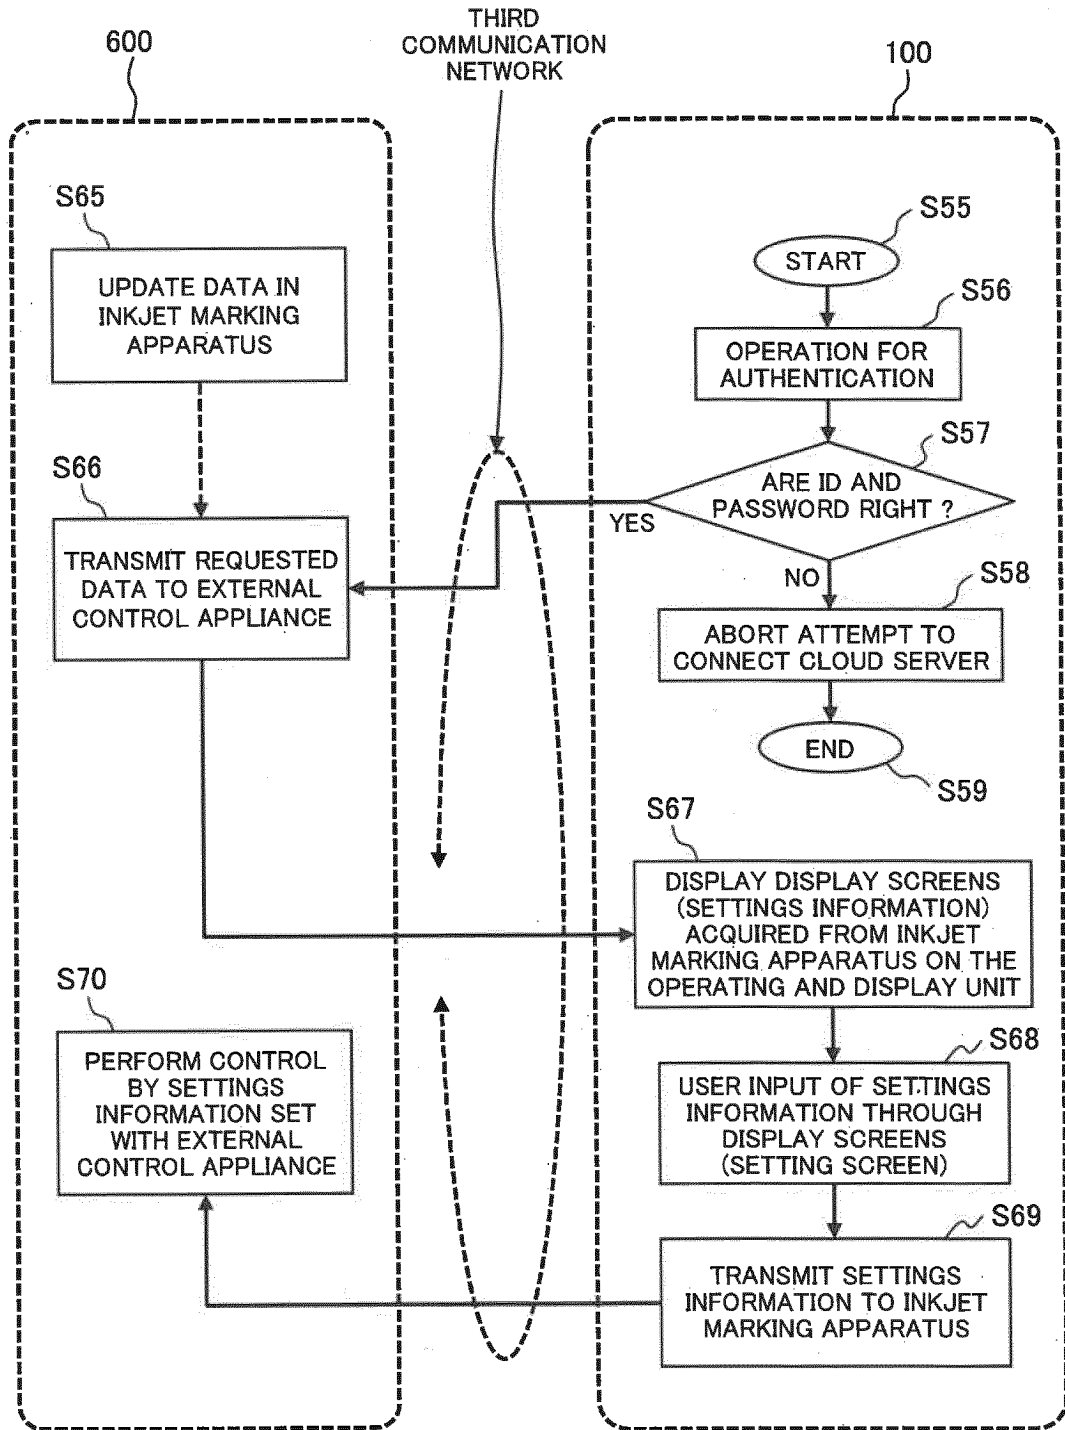 THIRD
COMMUNICATION
NETWORK
600
100
S65
UPDATE DATA IN
INKJET MARKING
APPARATUS
S66
TRANSMIT REQUESTED
DATA TO EXTERNAL
CONTROL APPLIANCE
S55
START
S56
OPERATION FOR
AUTHENTICATION
S57
ARE ID AND
PASSWORD RIGHT ?
YES
NO
S58
ABORT ATTEMPT TO
CONNECT CLOUD SERVER
END
S59
S67
DISPLAY DISPLAY SCREENS
(SETTINGS INFORMATION)
ACQUIRED FROM INKJET
MARKING APPARATUS ON THE
OPERATING AND DISPLAY UNIT
S68
USER INPUT OF SETTINGS
INFORMATION THROUGH
DISPLAY SCREENS
(SETTING SCREEN)
S69
TRANSMIT SETTINGS
INFORMATION TO INKJET
MARKING APPARATUS
S70
PERFORM CONTROL
BY SETTINGS
INFORMATION SET
WITH EXTERNAL
CONTROL APPLIANCE